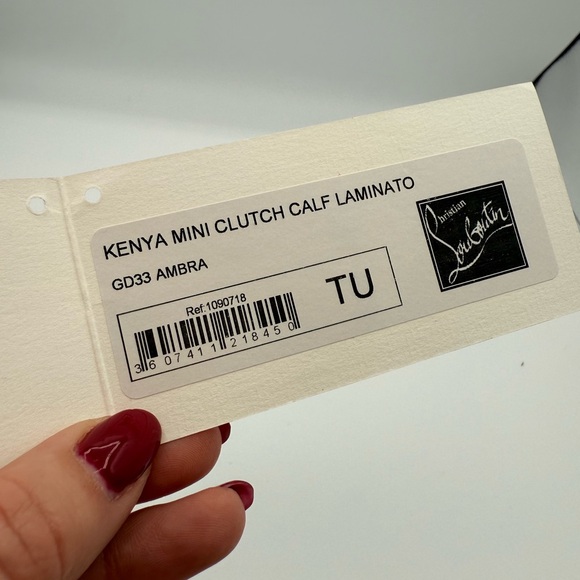 KENYA MINI CLUTCH CALF LAMINATO
GD33 AMBRA
Ref:1090718
TU
3607411218450
Christian
Louboutin